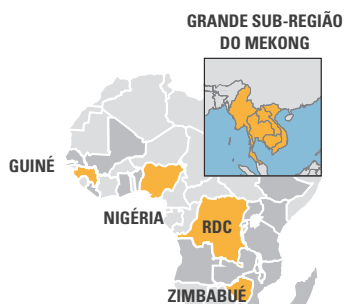 GRANDE SUB-REGIÃO
DO MEKONG
GUINÉ
NIGÉRIA
RDC
ZIMBABUÉ